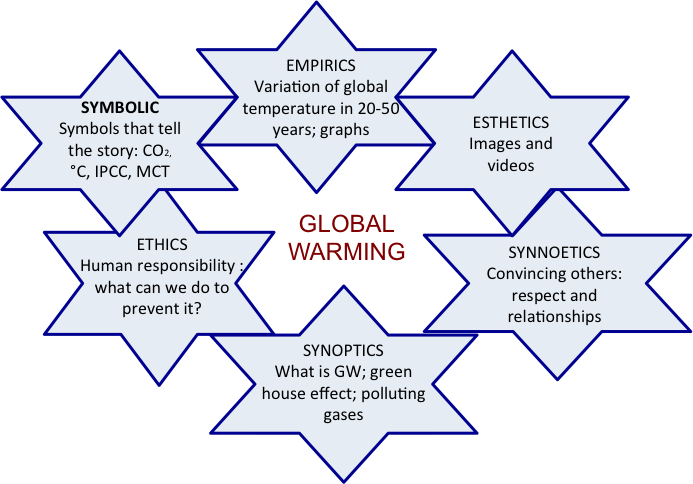 EMPIRICS
Variation of global
temperature in 20-50
years; graphs
SYMBOLIC
Symbols that tell
the story: CO₂,
°C, IPCC, MCT
ESTHETICS
Images and
videos
GLOBAL
WARMING
ETHICS
Human responsibility :
what can we do to
prevent it?
SYNNOETICS
Convincing others:
respect and
relationships
SYNOPTICS
What is GW; green
house effect; polluting
gases